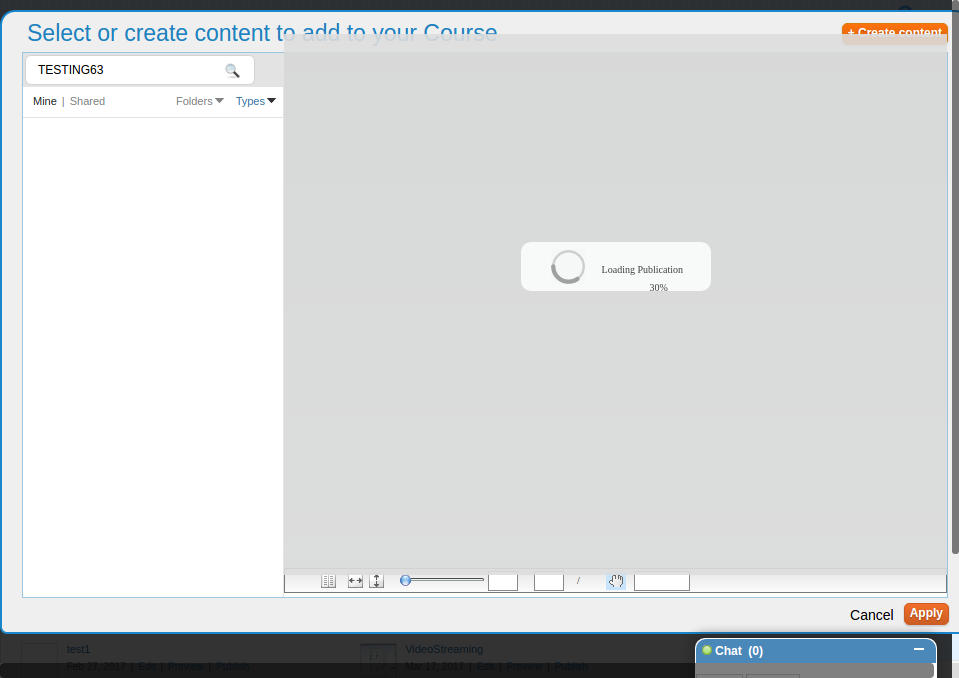 Select or create content to add to your Course
+ Create content
TESTING63
Mine | Shared Folders Types
Loading Publication
30%
/
Cancel Apply
test1 VideoStreaming
Feb 27, 2017 | Edit | Preview | Publish Mar 17, 2017 | Edit | Preview | Publish
Chat (0)